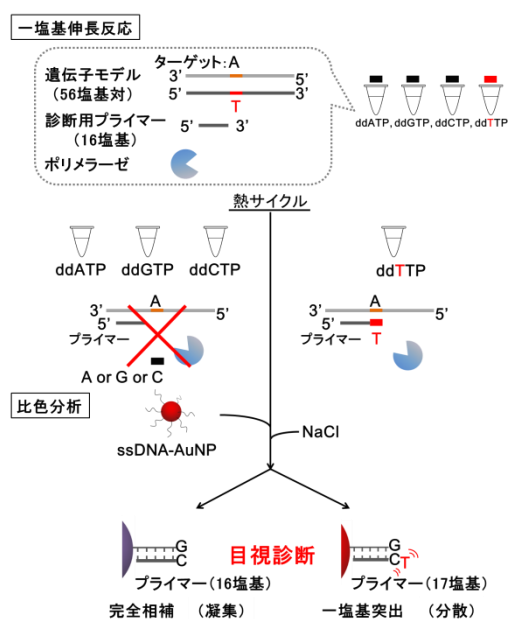 一塩基伸長反応
ターゲット:A
遺伝子モデル
(56塩基対)
3’
5’
5’
3’
T
診断用プライマー
(16塩基)
5’
3’
ポリメラーゼ
ddATP, ddGTP, ddCTP, ddTTP
熱サイクル
ddATP ddGTP ddCTP
ddTTP
3’
A
5’
5’
プライマー
A or G or C
3’
A
5’
5’
プライマー
T
比色分析
ssDNA-AuNP
NaCl
G
C
目視診断
G
CT
プライマー(16塩基)
プライマー(17塩基)
完全相補 (凝集)
一塩基突出 (分散)